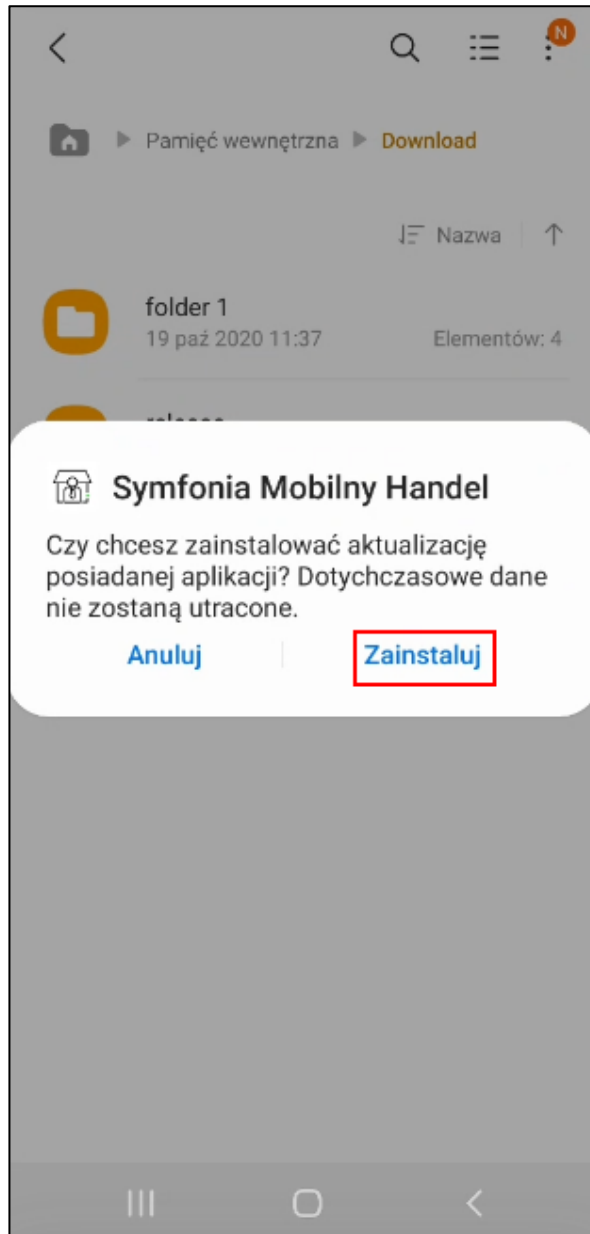 N
Pamięć wewnętrzna Download
Nazwa
folder 1
19 paź 2020 11:37 Elementów: 4
Symfonia Mobilny Handel
Czy chcesz zainstalować aktualizację
posiadanej aplikacji? Dotychczasowe dane
nie zostaną utracone.
Anuluj Zainstaluj